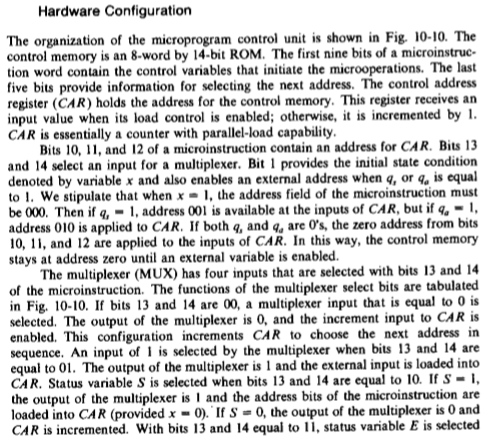 Hardware Configuration
The organization of the microprogram control unit is shown in Fig. 10-10. The
control memory is an 8-word by 14-bit ROM. The first nine bits of a microinstruc-
tion word contain the control variables that initiate the microoperations. The last
five bits provide information for selecting the next address. The control address
register (CAR) holds the address for the control memory. This register receives an
input value when its load control is enabled; otherwise, it is incremented by 1.
CAR is essentially a counter with parallel-load capability.
Bits 10, 11, and 12 of a microinstruction contain an address for CAR. Bits 13
and 14 select an input for a multiplexer. Bit 1 provides the initial state condition
denoted by variable x and also enables an external address when qₛ or qₐ is equal
to 1. We stipulate that when x = 1, the address field of the microinstruction must
be 000. Then if qₛ = 1, address 001 is available at the inputs of CAR, but if qₐ = 1,
address 010 is applied to CAR. If both qₛ and qₐ are 0's, the zero address from bits
10, 11, and 12 are applied to the inputs of CAR. In this way, the control memory
stays at address zero until an external variable is enabled.
The multiplexer (MUX) has four inputs that are selected with bits 13 and 14
of the microinstruction. The functions of the multiplexer select bits are tabulated
in Fig. 10-10. If bits 13 and 14 are 00, a multiplexer input that is equal to 0 is
selected. The output of the multiplexer is 0, and the increment input to CAR is
enabled. This configuration increments CAR to choose the next address in
sequence. An input of 1 is selected by the multiplexer when bits 13 and 14 are
equal to 01. The output of the multiplexer is 1 and the external input is loaded into
CAR. Status variable S is selected when bits 13 and 14 are equal to 10. If S = 1,
the output of the multiplexer is 1 and the address bits of the microinstruction are
loaded into CAR (provided x = 0). If S = 0, the output of the multiplexer is 0 and
CAR is incremented. With bits 13 and 14 equal to 11, status variable E is selected